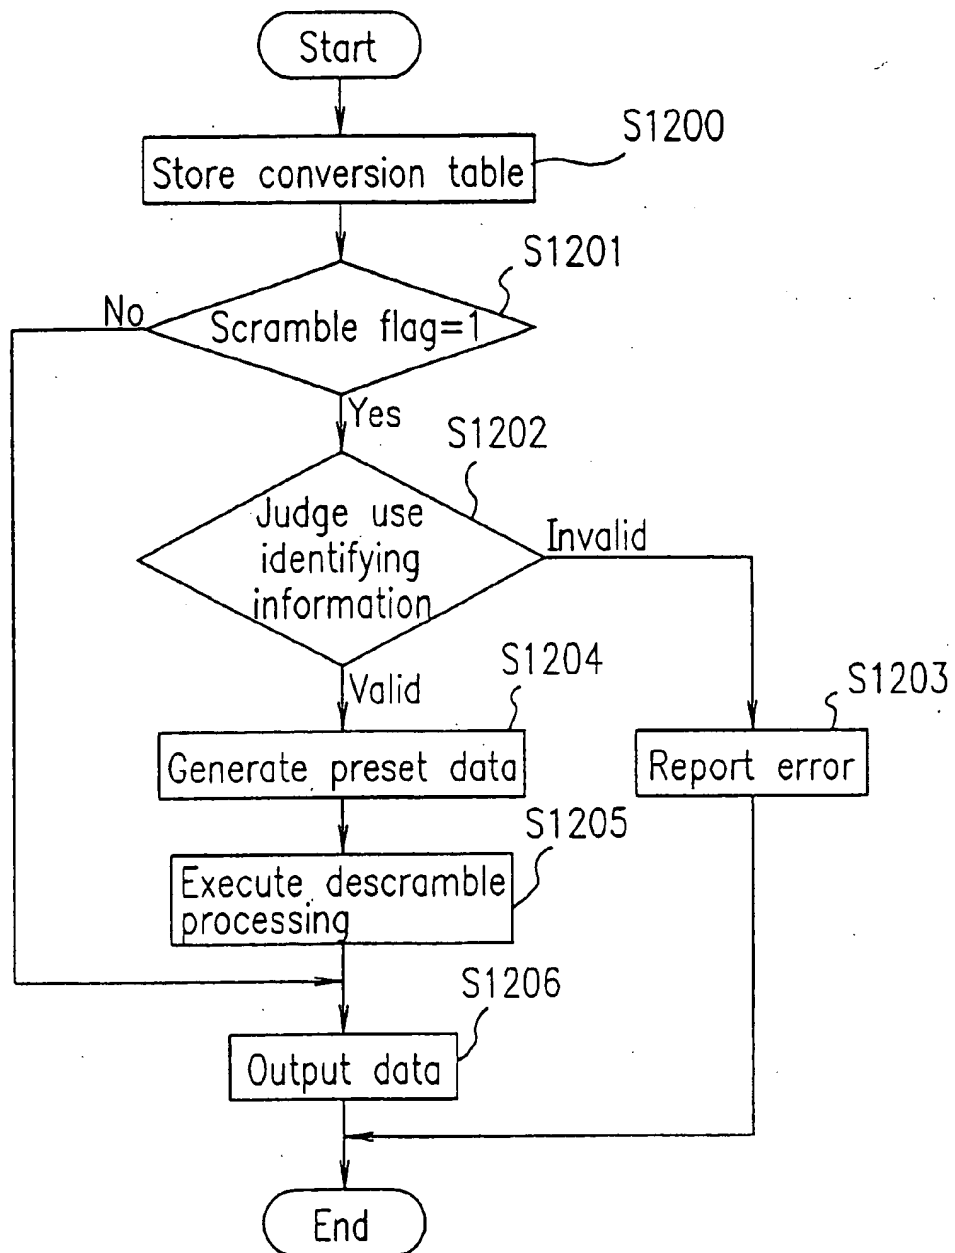 Start
S1200
Store conversion table
S1201
No
Scramble flag=1
Yes
S1202
Judge use
identifying
information
Invalid
Valid
S1204
S1203
Generate preset data
Report error
S1205
Execute descramble
processing
S1206
Output data
End